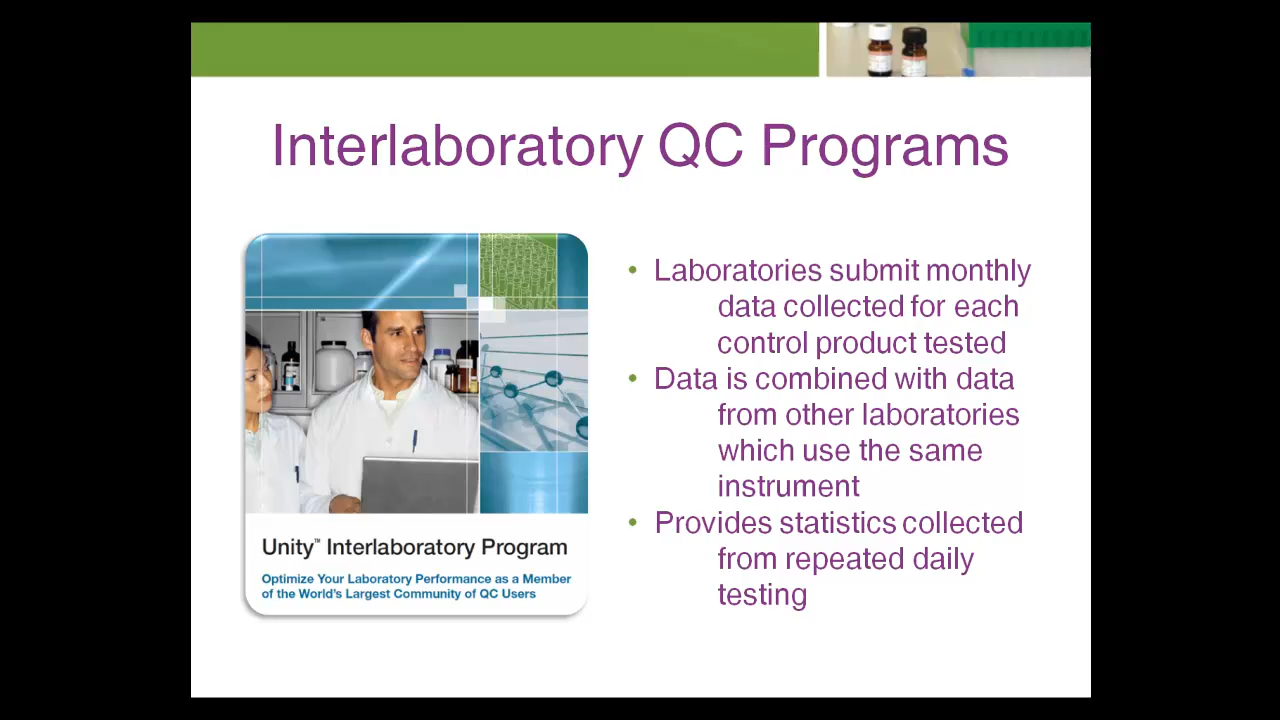 Interlaboratory QC Programs
• Laboratories submit monthly
data collected for each
control product tested
• Data is combined with data
from other laboratories
which use the same
instrument
• Provides statistics collected
from repeated daily
testing
Unity™ Interlaboratory Program
Optimize Your Laboratory Performance as a Member
of the World's Largest Community of QC Users